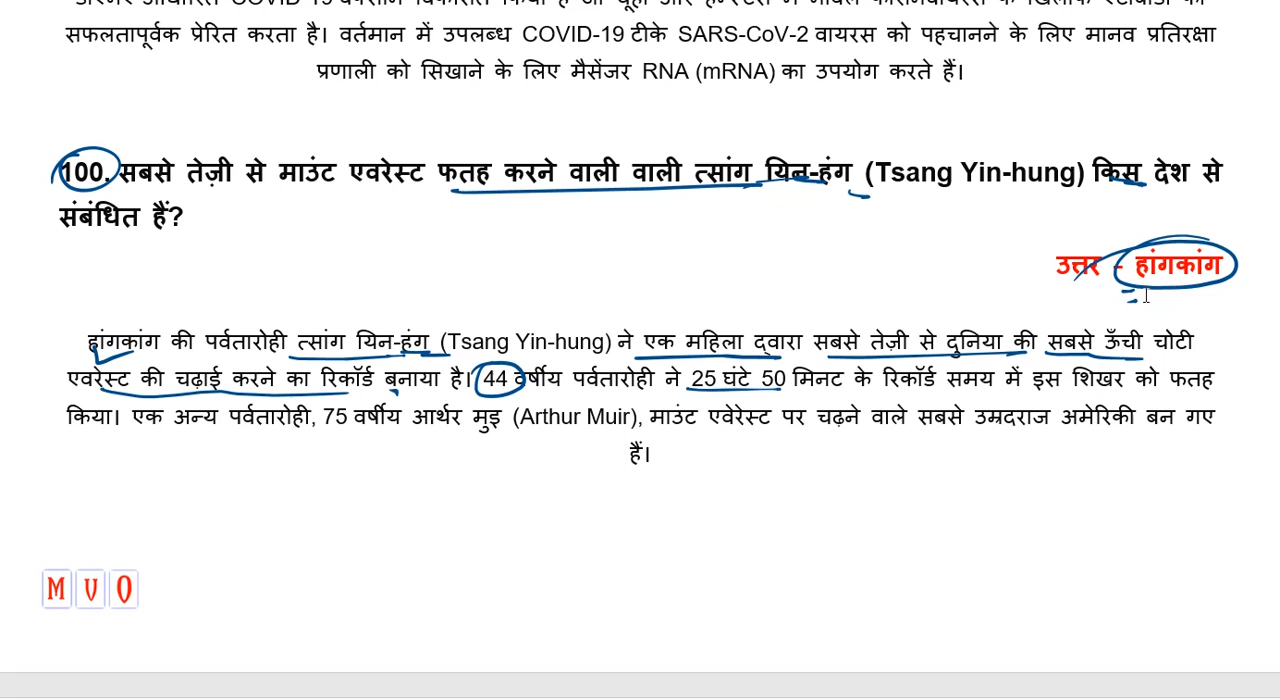 सफलतापूर्वक प्रेरित करता है। वर्तमान में उपलब्ध COVID-19 टीके SARS-CoV-2 वायरस को पहचानने के लिए मानव प्रतिरक्षा
प्रणाली को सिखाने के लिए मैसेंजर RNA (mRNA) का उपयोग करते हैं।
100. सबसे तेज़ी से माउंट एवरेस्ट फतह करने वाली वाली त्सांग यिन-हंग (Tsang Yin-hung) किस देश से
संबंधित हैं?
उत्तर - हांगकांग
हांगकांग की पर्वतारोही त्सांग यिन-हंग (Tsang Yin-hung) ने एक महिला द्वारा सबसे तेज़ी से दुनिया की सबसे ऊँची चोटी
एवरेस्ट की चढ़ाई करने का रिकॉर्ड बनाया है। 44 वर्षीय पर्वतारोही ने 25 घंटे 50 मिनट के रिकॉर्ड समय में इस शिखर को फतह
किया। एक अन्य पर्वतारोही, 75 वर्षीय आर्थर मुइ (Arthur Muir), माउंट एवेरेस्ट पर चढ़ने वाले सबसे उम्रदराज अमेरिकी बन गए
हैं।
M U O